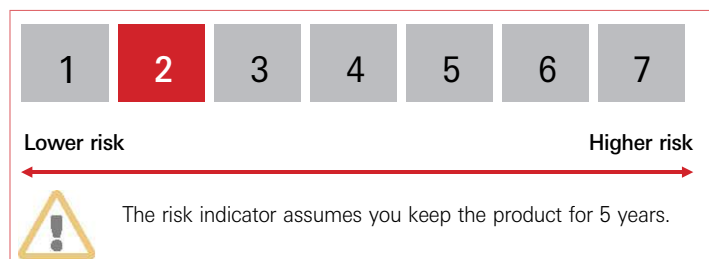 1 2 3 4 5 6 7
Lower risk Higher risk
The risk indicator assumes you keep the product for 5 years.